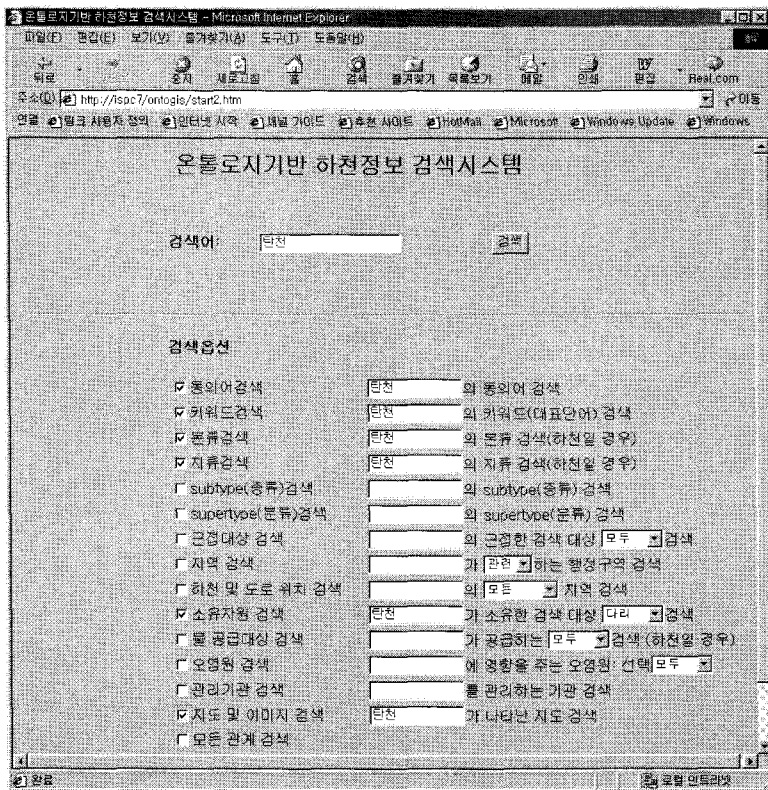 온톨로지기반 하천정보 검색시스템 - Microsoft Internet Explorer
파일(F) 편집(E) 보기(V) 즐겨찾기(A) 도구(T) 도움말(H)
뒤로 중지 새로고침 홈 검색 즐겨찾기 목록보기 메일 인쇄 편집 Real.com
주소(D) http://ispc7/ontogis/start2.htm 이동
연결 링크 사용자 정의 인터넷 시작 채널 가이드 추천 사이트 HotMail Microsoft Windows Update Windows
온톨로지기반 하천정보 검색시스템
검색어: 탄천 검색
검색옵션
동의어검색 탄천 의 동의어 검색
키워드검색 탄천 의 키워드(대표단어) 검색
본류검색 탄천 의 본류 검색(하천일 경우)
지류검색 탄천 의 지류 검색(하천일 경우)
subtype(종류)검색 의 subtype(종류) 검색
supertype(분류)검색 의 supertype(분류) 검색
근접대상 검색 의 근접한 검색 대상 모두 검색
지역 검색 가 관련 하는 행정구역 검색
하천 및 도로 위치 검색 의 모든 지역 검색
소유자원 검색 탄천 가 소유한 검색 대상 다리 검색
물 공급대상 검색 가 공급하는 모두 검색 (하천일 경우)
오염원 검색 에 영향을 주는 오염원 선택 모두
관리기관 검색 를 관리하는 기관 검색
지도 및 이미지 검색 탄천 가 나타난 지도 검색
모든 관계 검색
완료 로컬 인트라넷